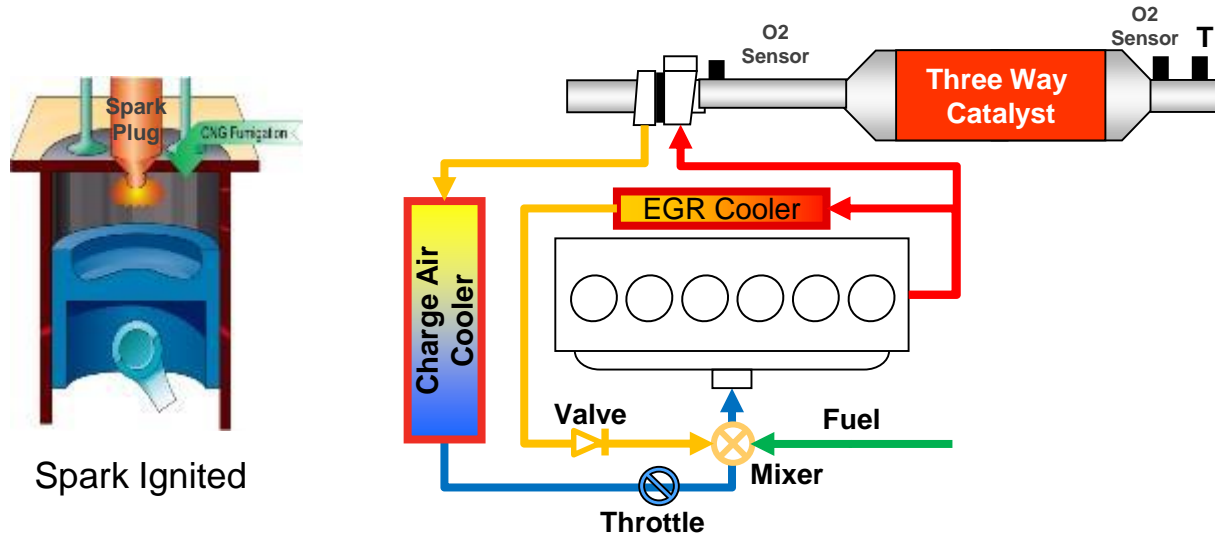 Spark
Plug
CNG Fumigation
Spark Ignited
O2
Sensor
O2
Sensor
T
Three Way
Catalyst
EGR Cooler
Charge Air
Cooler
Valve
Fuel
Mixer
Throttle